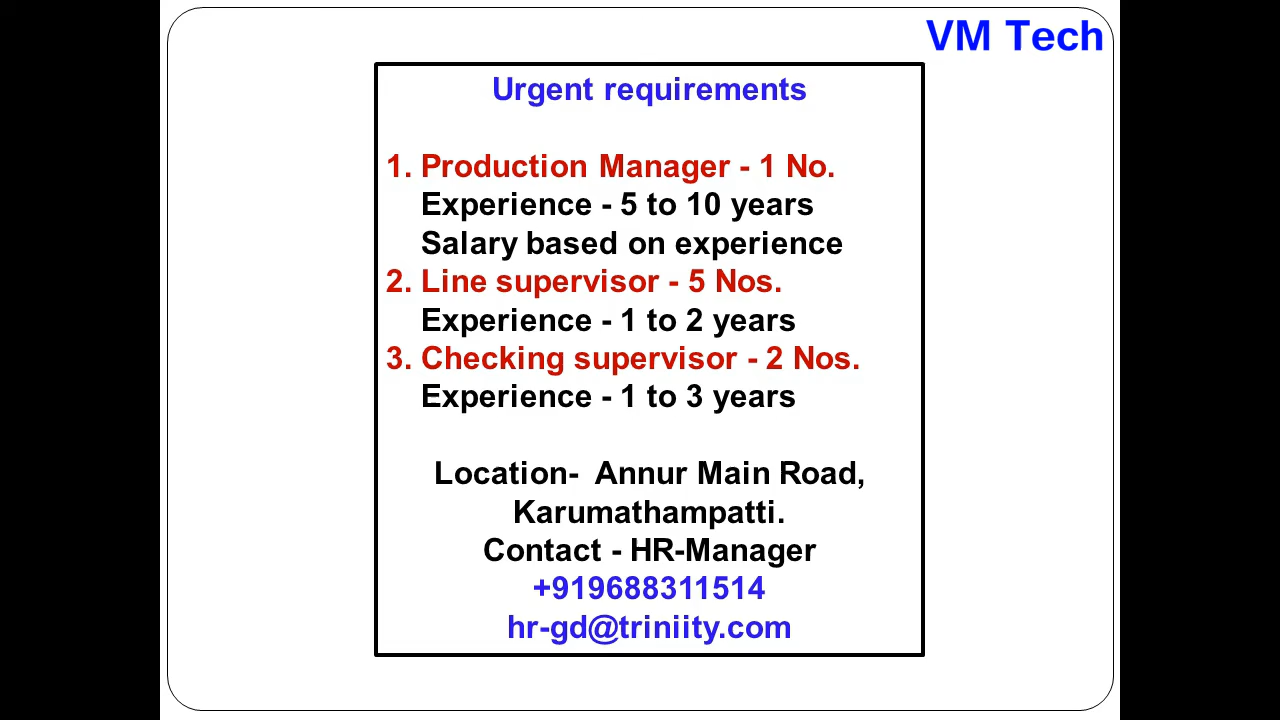 VM Tech
Urgent requirements
1. Production Manager - 1 No.
Experience - 5 to 10 years
Salary based on experience
2. Line supervisor - 5 Nos.
Experience - 1 to 2 years
3. Checking supervisor - 2 Nos.
Experience - 1 to 3 years
Location- Annur Main Road,
Karumathampatti.
Contact - HR-Manager
+919688311514
hr-gd@triniity.com